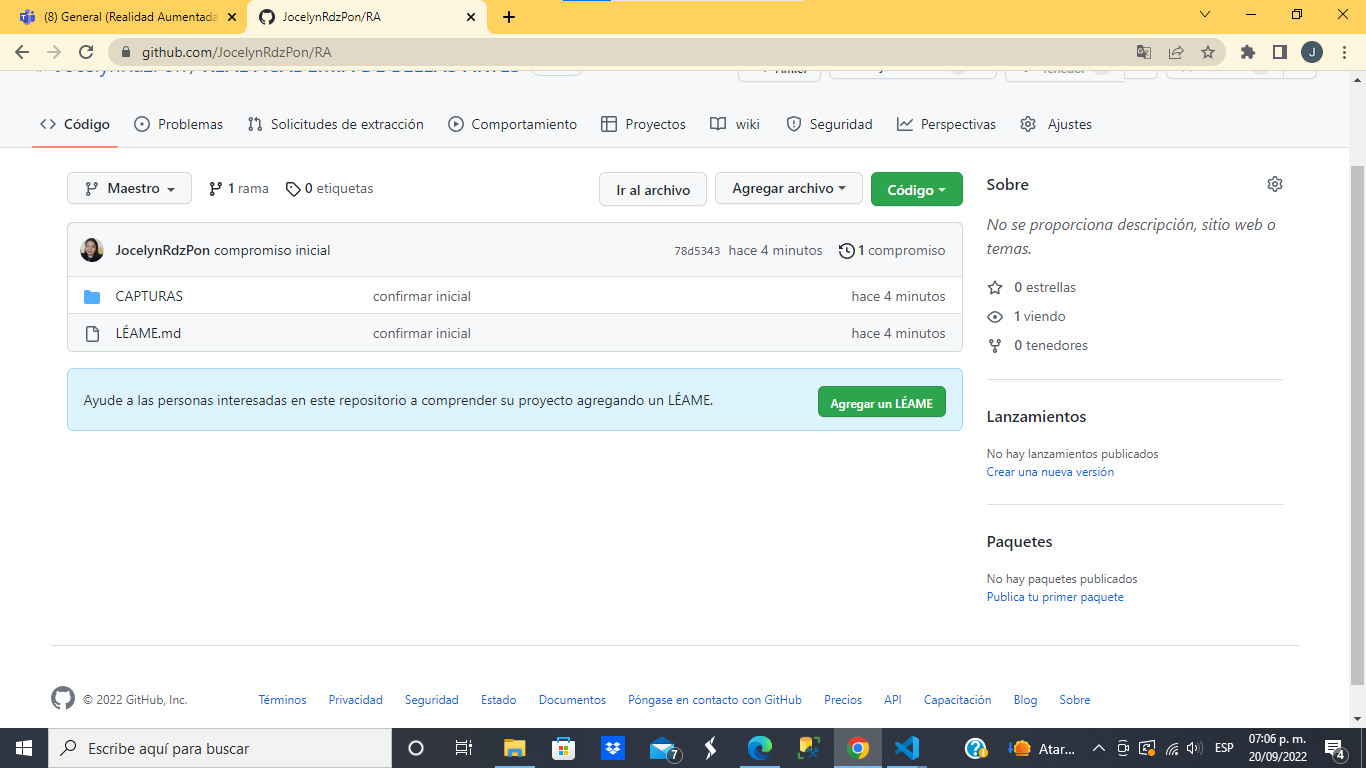 (8) General (Realidad Aumentada
JocelynRdzPon/RA
github.com/JocelynRdzPon/RA
J
Código
Problemas
Solicitudes de extracción
Comportamiento
Proyectos
wiki
Seguridad
Perspectivas
Ajustes
Maestro
1 rama
0 etiquetas
Ir al archivo
Agregar archivo
Código
JocelynRdzPon compromiso inicial
78d5343 hace 4 minutos
1 compromiso
CAPTURAS
confirmar inicial
hace 4 minutos
LÉAME.md
confirmar inicial
hace 4 minutos
Ayude a las personas interesadas en este repositorio a comprender su proyecto agregando un LÉAME.
Agregar un LÉAME
Sobre
No se proporciona descripción, sitio web o
temas.
0 estrellas
1 viendo
0 tenedores
Lanzamientos
No hay lanzamientos publicados
Crear una nueva versión
Paquetes
No hay paquetes publicados
Publica tu primer paquete
© 2022 GitHub, Inc.
Términos
Privacidad
Seguridad
Estado
Documentos
Póngase en contacto con GitHub
Precios
API
Capacitación
Blog
Sobre
Escribe aquí para buscar
7
Atar...
ESP
07:06 p. m.
20/09/2022
4